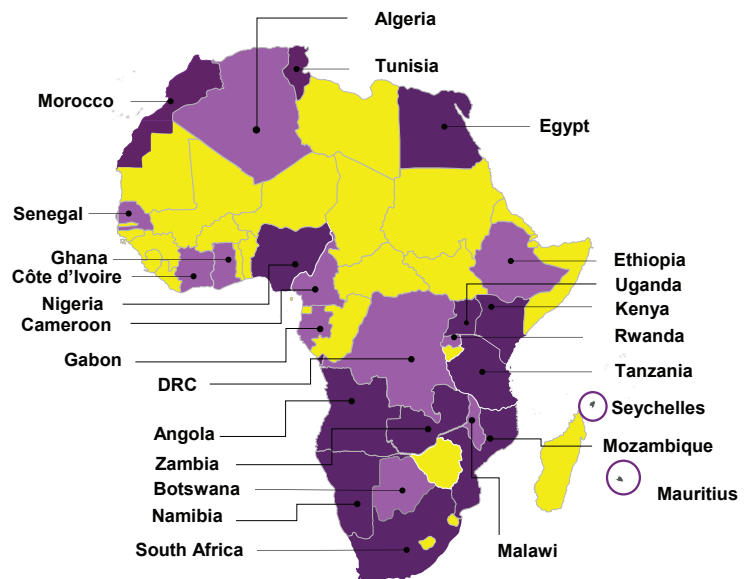 Algeria
Tunisia
Morocco
Egypt
Senegal
Ghana
Côte d'Ivoire
Nigeria
Cameroon
Gabon
DRC
Angola
Zambia
Botswana
Namibia
South Africa
Ethiopia
Uganda
Kenya
Rwanda
Tanzania
Seychelles
Mozambique
Mauritius
Malawi